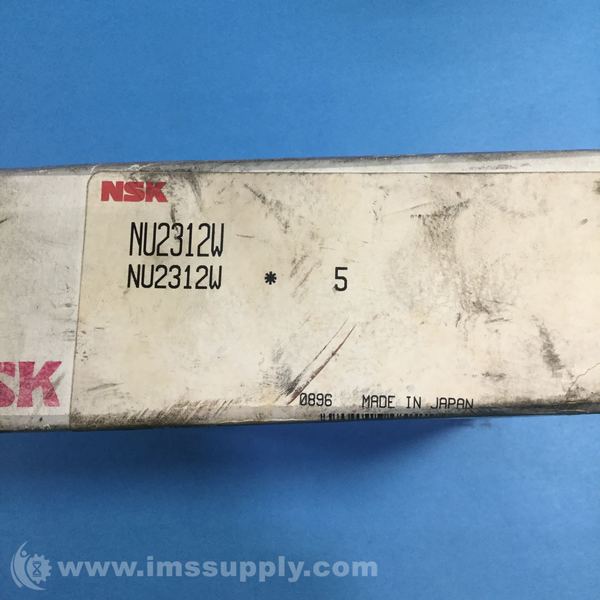 NSK
NU2312W
NU2312W * 5
SK
0896 MADE IN JAPAN
www.imssupply.com